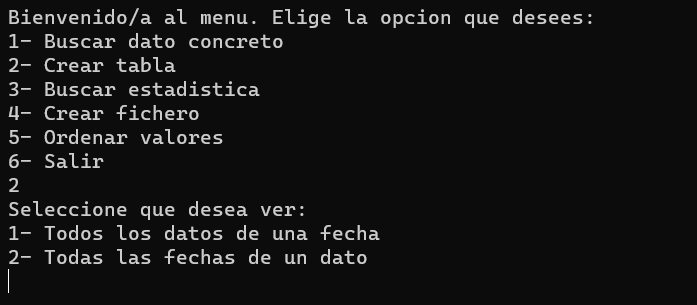 Bienvenido/a al menu. Elige la opcion que desees:
1- Buscar dato concreto
2- Crear tabla
3- Buscar estadistica
4- Crear fichero
5- Ordenar valores
6- Salir
2
Seleccione que desea ver:
1- Todos los datos de una fecha
2- Todas las fechas de un dato